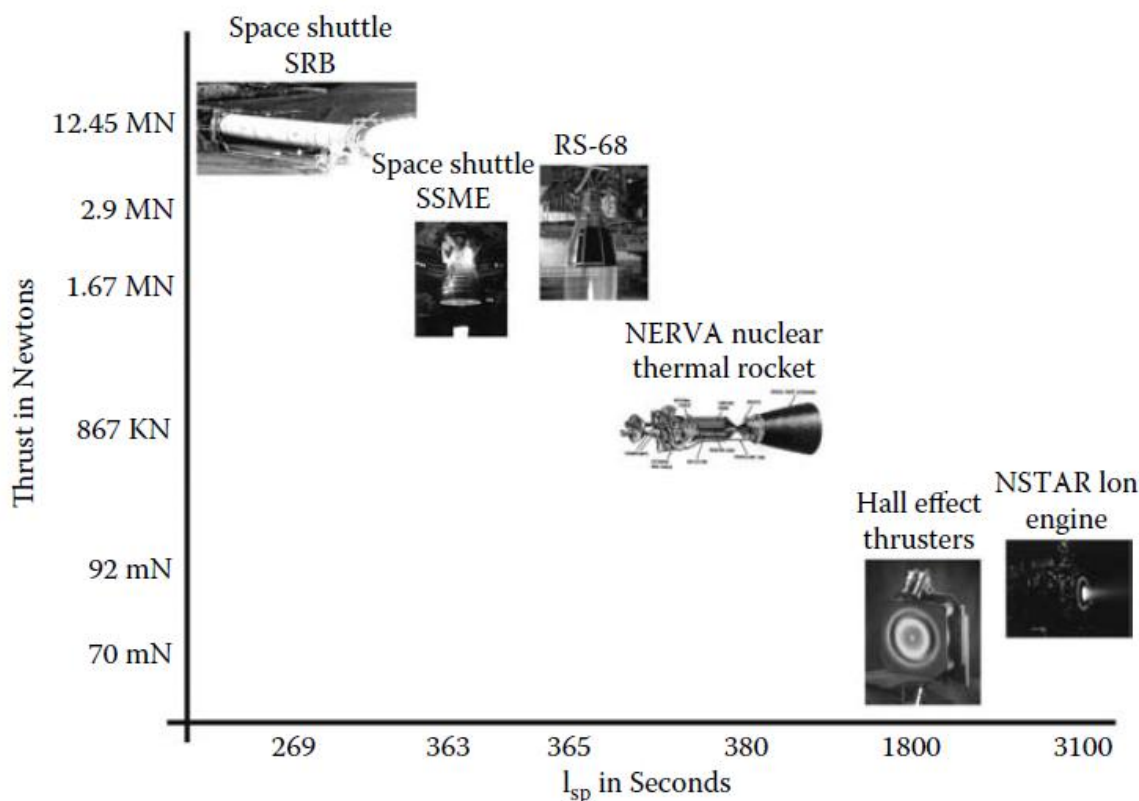 Space shuttle
SRB
12.45 MN
RS-68
Space shuttle
SSME
2.9 MN
1.67 MN
NERVA nuclear
thermal rocket
867 KN
Thrust in Newtons
NSTAR lon
engine
Hall effect
thrusters
92 mN
70 mN
269
363
365
380
1800
3100
lsp in Seconds